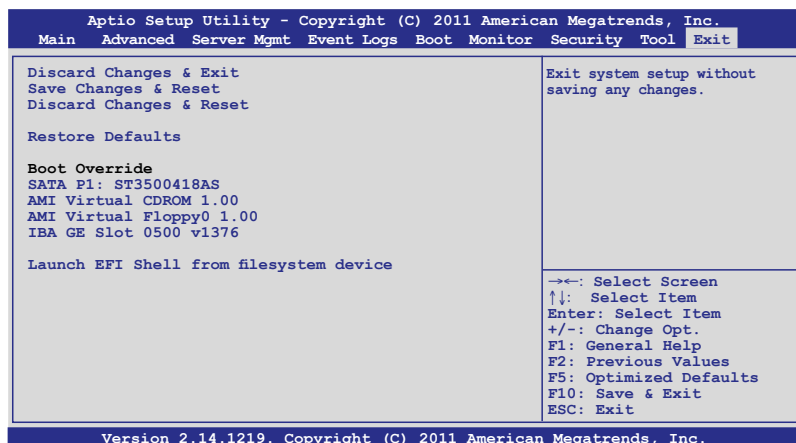 Aptio Setup Utility - Copyright (C) 2011 American Megatrends, Inc.
Main Advanced Server Mgmt Event Logs Boot Monitor Security Tool Exit
Discard Changes & Exit
Save Changes & Reset
Discard Changes & Reset
Restore Defaults
Boot Override
SATA P1: ST3500418AS
AMI Virtual CDROM 1.00
AMI Virtual Floppy0 1.00
IBA GE Slot 0500 v1376
Launch EFI Shell from filesystem device
Exit system setup without
saving any changes.
→←: Select Screen
↑↓: Select Item
Enter: Select Item
+/-: Change Opt.
F1: General Help
F2: Previous Values
F5: Optimized Defaults
F10: Save & Exit
ESC: Exit
Version 2.14.1219. Copyright (C) 2011 American Megatrends, Inc.